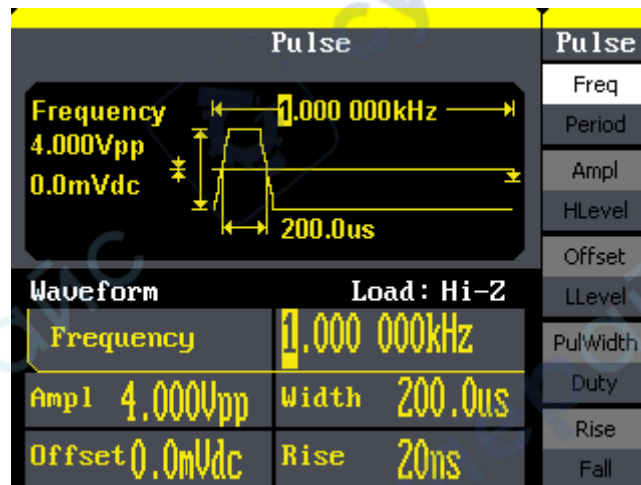 Pulse
Pulse
Frequency
1.000 000kHz
4.000Vpp
0.0mVdc
200.0us
Waveform
Load: Hi-Z
Frequency
1.000 000kHz
Ampl 4.000Vpp
Width 200.0us
Offset 0.0mVdc
Rise 20ns
Freq
Period
Ampl
HLevel
Offset
LLevel
PulWidth
Duty
Rise
Fall